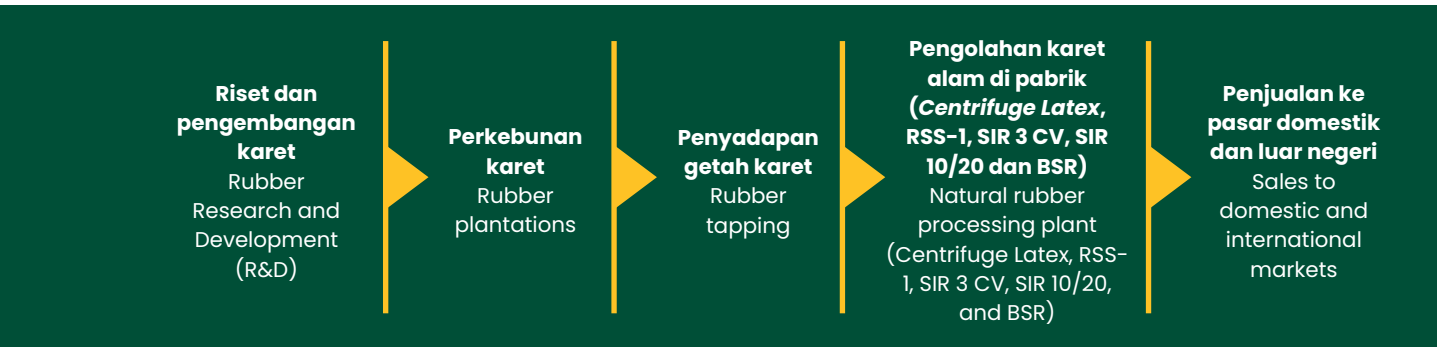 Riset dan
pengembangan
karet
Rubber
Research and
Development
(R&D)
Perkebunan
karet
Rubber
plantations
Penyadapan
getah karet
Rubber
tapping
Pengolahan karet
alam di pabrik
(Centrifuge Latex,
RSS-1, SIR 3 CV, SIR
10/20 dan BSR)
Natural rubber
processing plant
(Centrifuge Latex, RSS-
1, SIR 3 CV, SIR 10/20,
and BSR)
Penjualan ke
pasar domestik
dan luar negeri
Sales to
domestic and
international
markets